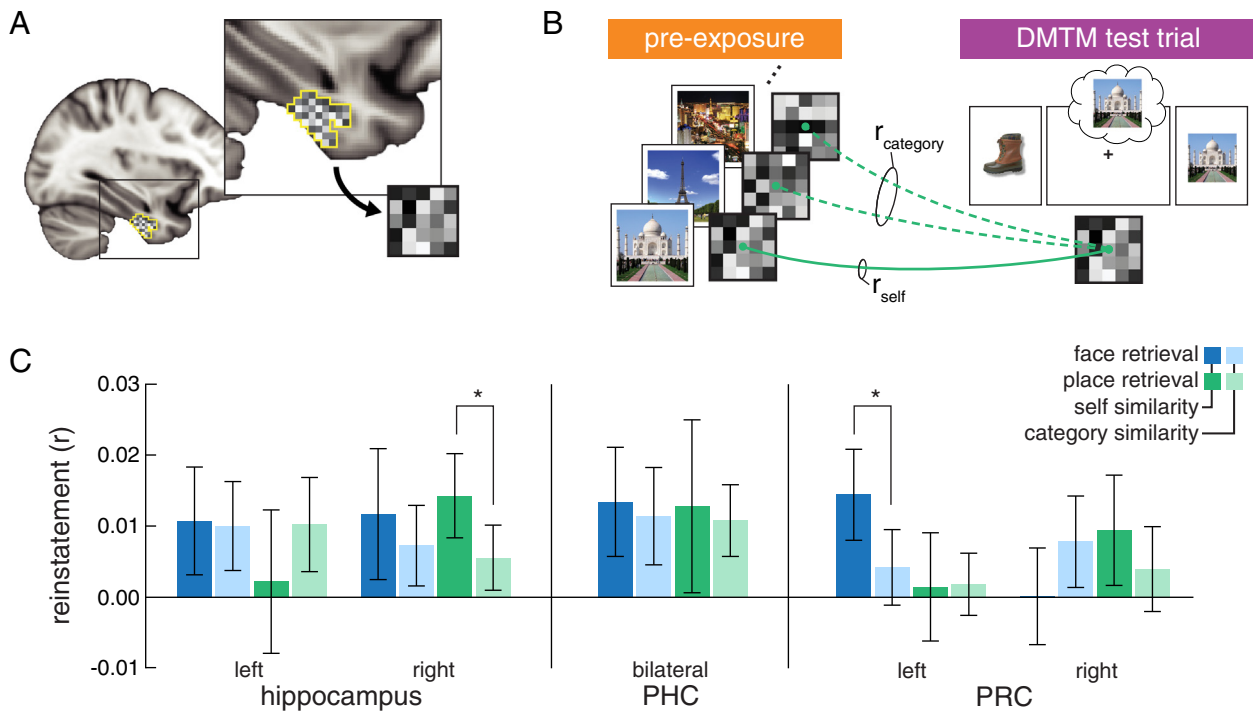 A
B
pre-exposure
DMTM test trial
r category
+
r self
C
face retrieval
place retrieval
self similarity
category similarity
reinstatement (r)
0.03
0.02
0.01
0.00
-0.01
*
*
left
right
bilateral
left
right
hippocampus
PHC
PRC